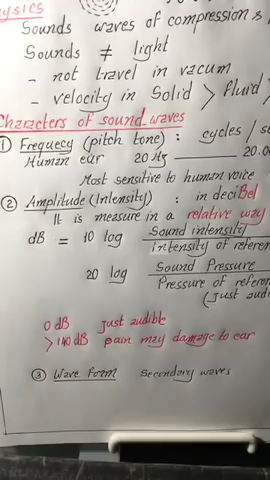 ysics
Sounds waves of compression &
Sounds ≠ light
- not travel in vacum
- velocity in Solid > fluid >
Characters of sound waves
① Frequecy (pitch tone) : cycles / s
Human ear 20 Hz ——— 20.00
Most sensitive to human voice
② Amplitude (Intensity) : in deciBel
It is measure in a relative way
dB = 10 log Sound intensity
Intensity of referen
20 log Sound Pressure
Pressure of referen
(Just audi
0 dB Just audible
> 140 dB pain may damage to ear
③ Wave form Secondary waves